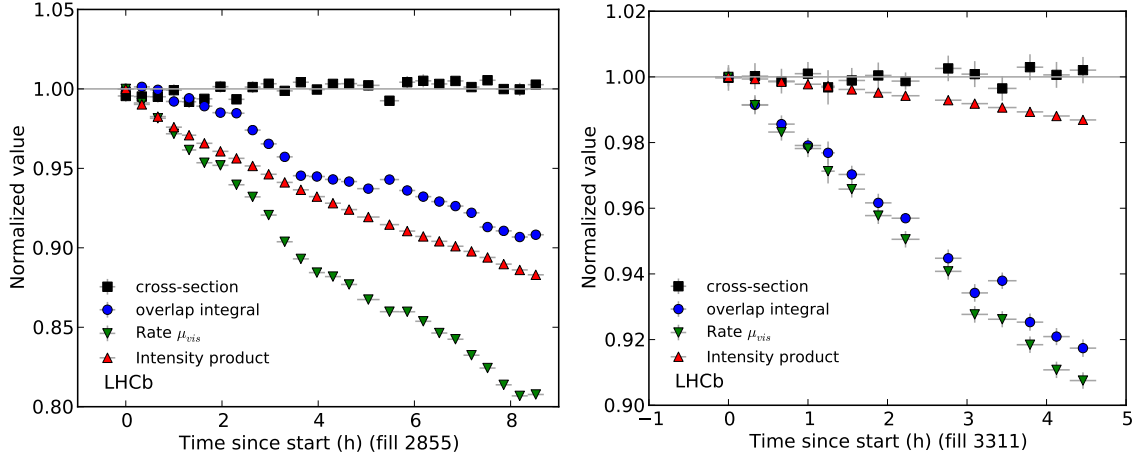 1.05
1.00
0.95
0.90
0.85
0.80
Normalized value
cross-section
overlap integral
Rate μvis
Intensity product
LHCb
0 2 4 6 8
Time since start (h) (fill 2855)
1.02
1.00
0.98
0.96
0.94
0.92
0.90
Normalized value
cross-section
overlap integral
Rate μvis
Intensity product
LHCb
−1 0 1 2 3 4 5
Time since start (h) (fill 3311)